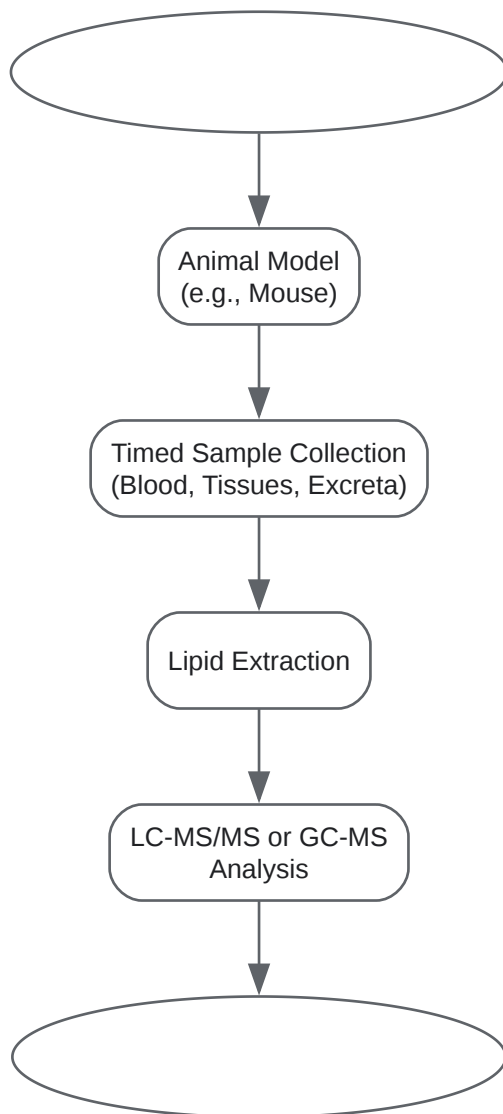 Animal Model
(e.g., Mouse)
Timed Sample Collection
(Blood, Tissues, Excreta)
Lipid Extraction
LC-MS/MS or GC-MS
Analysis